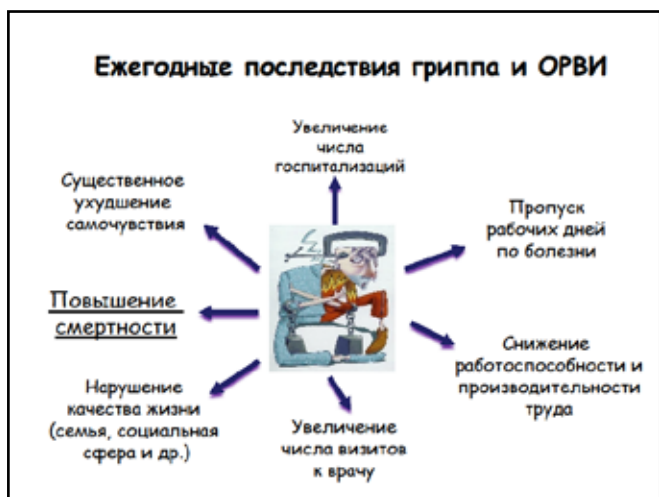 Ежегодные последствия гриппа и ОРВИ
Увеличение
числа
госпитализаций
Существенное
ухудшение
самочувствия
Пропуск
рабочих дней
по болезни
Повышение
смертности
Снижение
работоспособности и
производительности
труда
Нарушение
качества жизни
(семья, социальная
сфера и др.)
Увеличение
числа визитов
к врачу